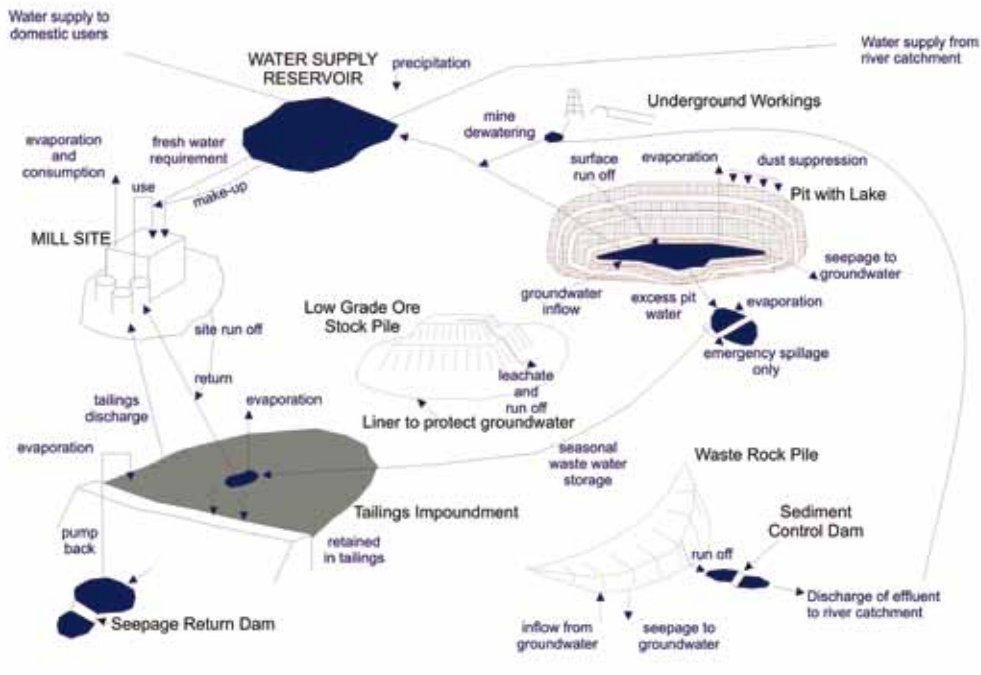 Water supply to
domestic users
WATER SUPPLY
RESERVOIR
precipitation
Water supply from
river catchment
Underground Workings
mine
dewatering
evaporation
and
consumption
fresh water
requirement
surface
run off
evaporation
dust suppression
Pit with Lake
use
make-up
MILL SITE
seepage to
groundwater
groundwater
inflow
excess pit
water
evaporation
Low Grade Ore
Stock Pile
site run off
emergency spillage
only
return
leachate
and
run off
evaporation
tailings
discharge
Liner to protect groundwater
evaporation
seasonal
waste water
storage
Waste Rock Pile
Tailings Impoundment
Sediment
Control Dam
pump
back
retained
in tailings
run off
Discharge of effluent
to river catchment
Seepage Return Dam
inflow from
groundwater
seepage to
groundwater